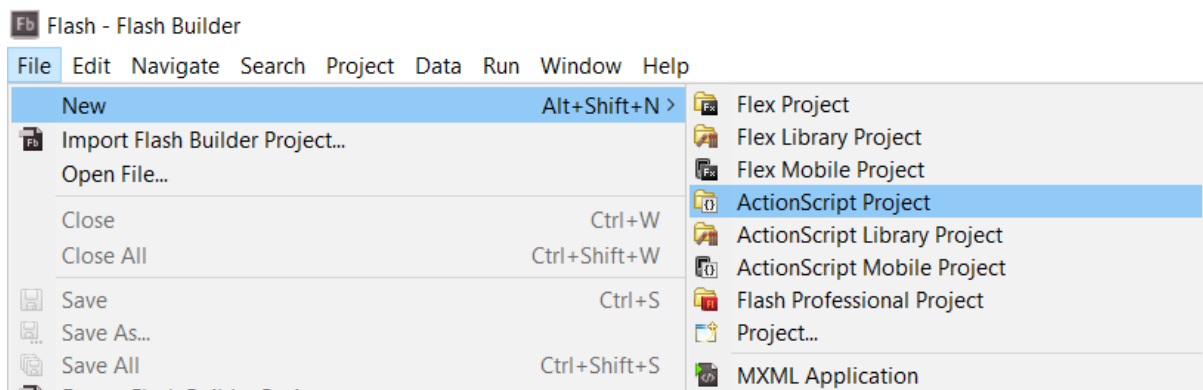 Fb Flash - Flash Builder
File Edit Navigate Search Project Data Run Window Help
New Alt+Shift+N >
Import Flash Builder Project...
Open File...
Close Ctrl+W
Close All Ctrl+Shift+W
Save Ctrl+S
Save As...
Save All Ctrl+Shift+S
Flex Project
Flex Library Project
Flex Mobile Project
ActionScript Project
ActionScript Library Project
ActionScript Mobile Project
Flash Professional Project
Project...
MXML Application